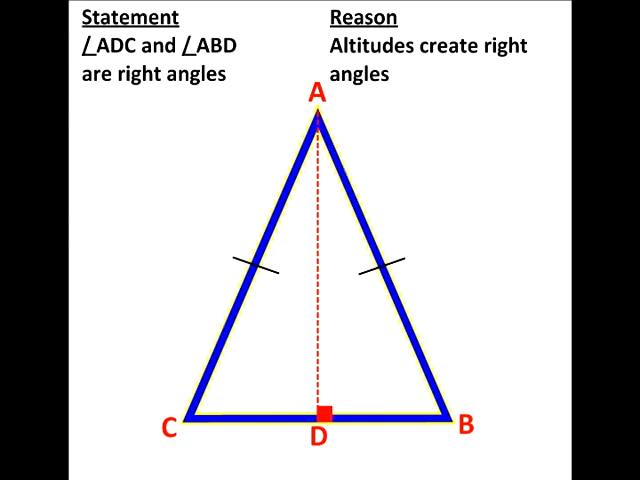 Statement
∠ADC and ∠ABD
are right angles
Reason
Altitudes create right
angles
A
C
D
B